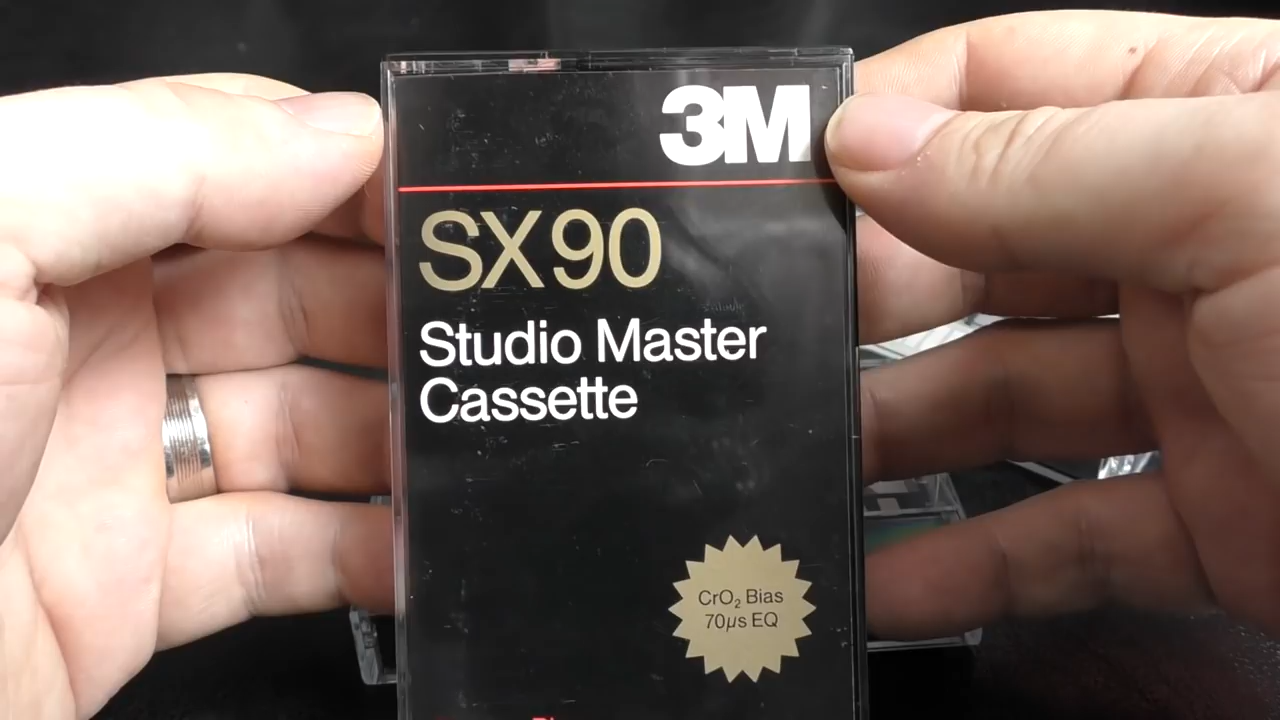 3M
SX90
Studio Master
Cassette
CrO₂ Bias
70µs EQ